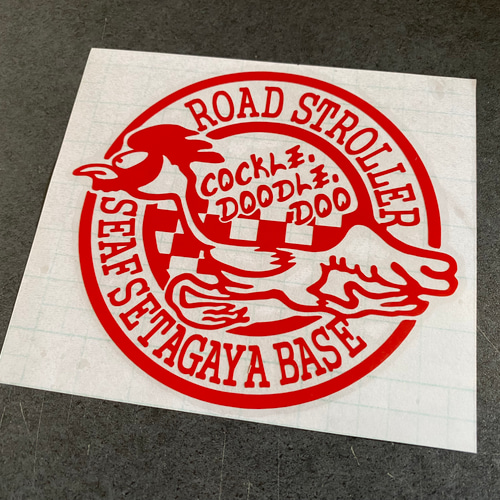 ROAD STROLLER
COCKLE.
DOODLE.
DOO
SEAF SETAGAYA BASE